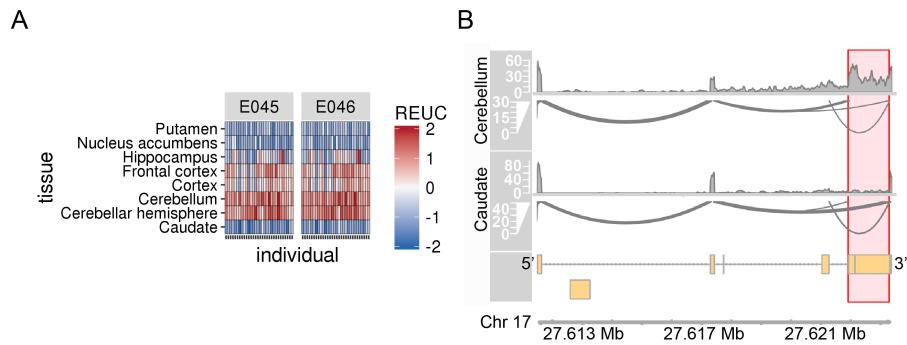 A
E045
E046
REUC
2
1
0
-1
-2
tissue
Putamen
Nucleus accumbens
Hippocampus
Frontal cortex
Cortex
Cerebellum
Cerebellar hemisphere
Caudate
individual
B
Cerebellum
60
30
0
30
15
0
Caudate
80
40
0
40
20
0
5’
3’
Chr 17
27.613 Mb
27.617 Mb
27.621 Mb